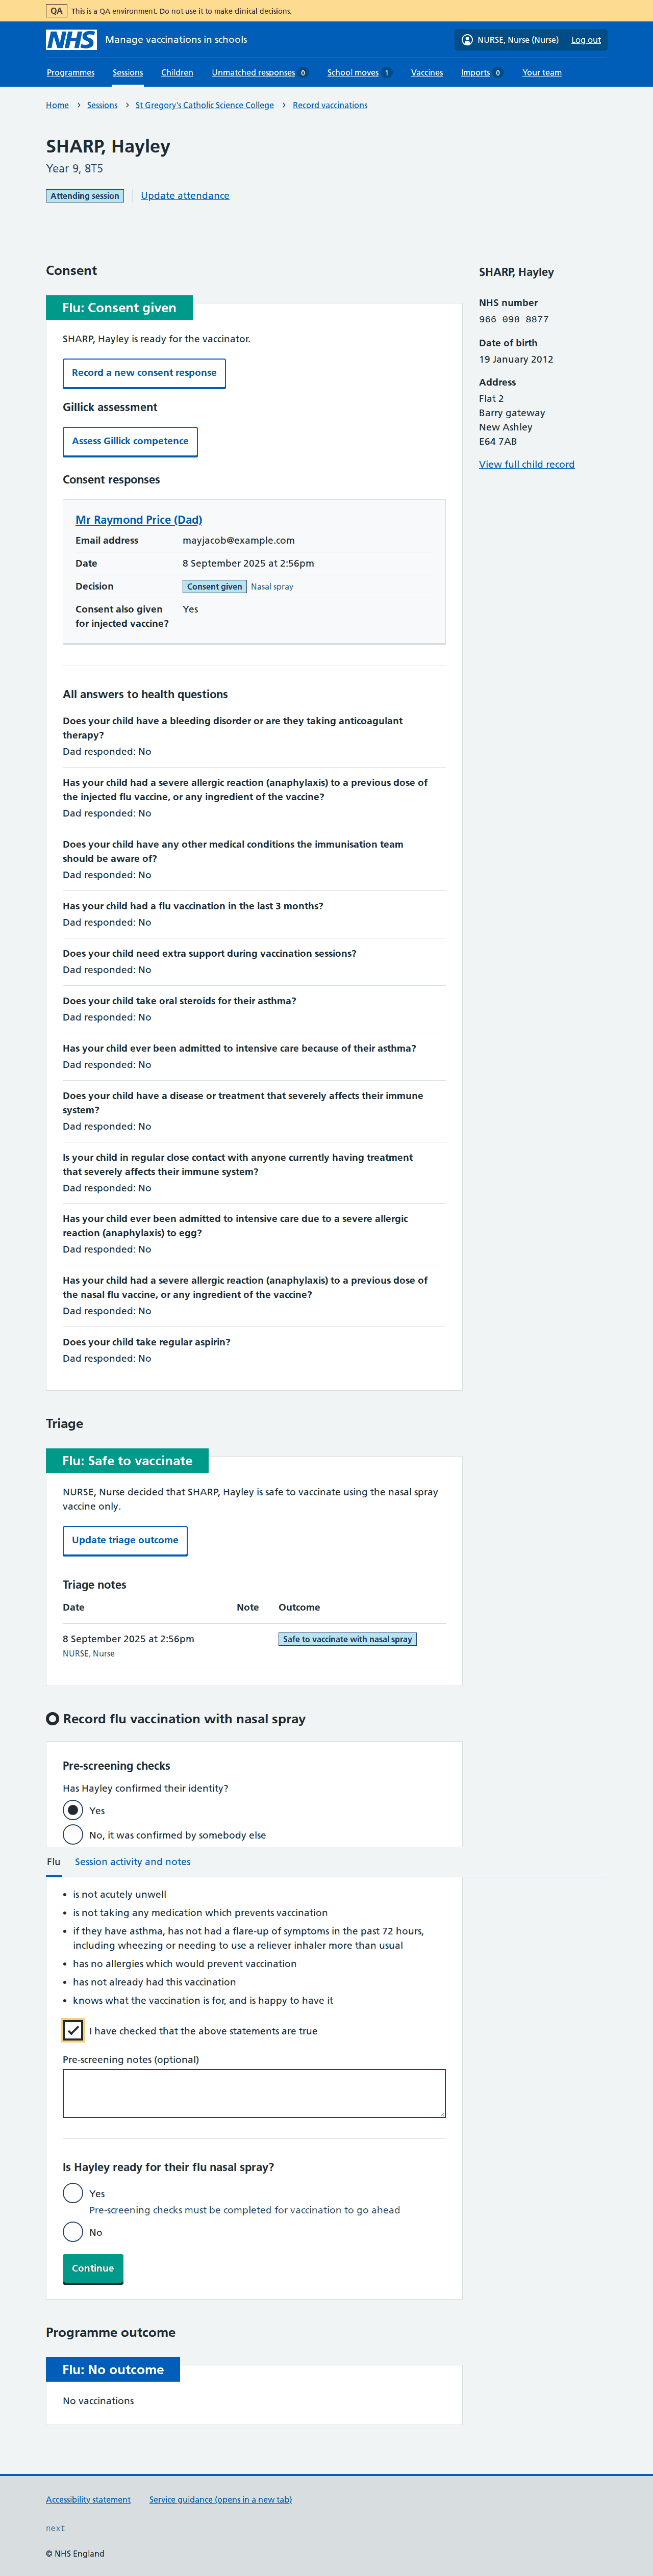 QA This is a QA environment. Do not use it to make clinical decisions.
NHS Manage vaccinations in schools NURSE, Nurse (Nurse) Log out
Programmes Sessions Children Unmatched responses 0 School moves 1 Vaccines Imports 0 Your team
Home Sessions St Gregory's Catholic Science College Record vaccinations
SHARP, Hayley
Year 9, 8T5
Attending session Update attendance
Consent
Flu: Consent given
SHARP, Hayley is ready for the vaccinator.
Record a new consent response
Gillick assessment
Assess Gillick competence
Consent responses
Mr Raymond Price (Dad)
Email address mayjacob@example.com
Date 8 September 2025 at 2:56pm
Decision Consent given Nasal spray
Consent also given Yes
for injected vaccine?
All answers to health questions
Does your child have a bleeding disorder or are they taking anticoagulant
therapy?
Dad responded: No
Has your child had a severe allergic reaction (anaphylaxis) to a previous dose of
the injected flu vaccine, or any ingredient of the vaccine?
Dad responded: No
Does your child have any other medical conditions the immunisation team
should be aware of?
Dad responded: No
Has your child had a flu vaccination in the last 3 months?
Dad responded: No
Does your child need extra support during vaccination sessions?
Dad responded: No
Does your child take oral steroids for their asthma?
Dad responded: No
Has your child ever been admitted to intensive care because of their asthma?
Dad responded: No
Does your child have a disease or treatment that severely affects their immune
system?
Dad responded: No
Is your child in regular close contact with anyone currently having treatment
that severely affects their immune system?
Dad responded: No
Has your child ever been admitted to intensive care due to a severe allergic
reaction (anaphylaxis) to egg?
Dad responded: No
Has your child had a severe allergic reaction (anaphylaxis) to a previous dose of
the nasal flu vaccine, or any ingredient of the vaccine?
Dad responded: No
Does your child take regular aspirin?
Dad responded: No
SHARP, Hayley
NHS number
966 098 8877
Date of birth
19 January 2012
Address
Flat 2
Barry gateway
New Ashley
E64 7AB
View full child record
Triage
Flu: Safe to vaccinate
NURSE, Nurse decided that SHARP, Hayley is safe to vaccinate using the nasal spray
vaccine only.
Update triage outcome
Triage notes
Date Note Outcome
8 September 2025 at 2:56pm Safe to vaccinate with nasal spray
NURSE, Nurse
Record flu vaccination with nasal spray
Pre-screening checks
Has Hayley confirmed their identity?
Yes
No, it was confirmed by somebody else
Flu Session activity and notes
is not acutely unwell
is not taking any medication which prevents vaccination
if they have asthma, has not had a flare-up of symptoms in the past 72 hours,
including wheezing or needing to use a reliever inhaler more than usual
has no allergies which would prevent vaccination
has not already had this vaccination
knows what the vaccination is for, and is happy to have it
I have checked that the above statements are true
Pre-screening notes (optional)
Is Hayley ready for their flu nasal spray?
Yes
Pre-screening checks must be completed for vaccination to go ahead
No
Continue
Programme outcome
Flu: No outcome
No vaccinations
Accessibility statement Service guidance (opens in a new tab)
next
© NHS England